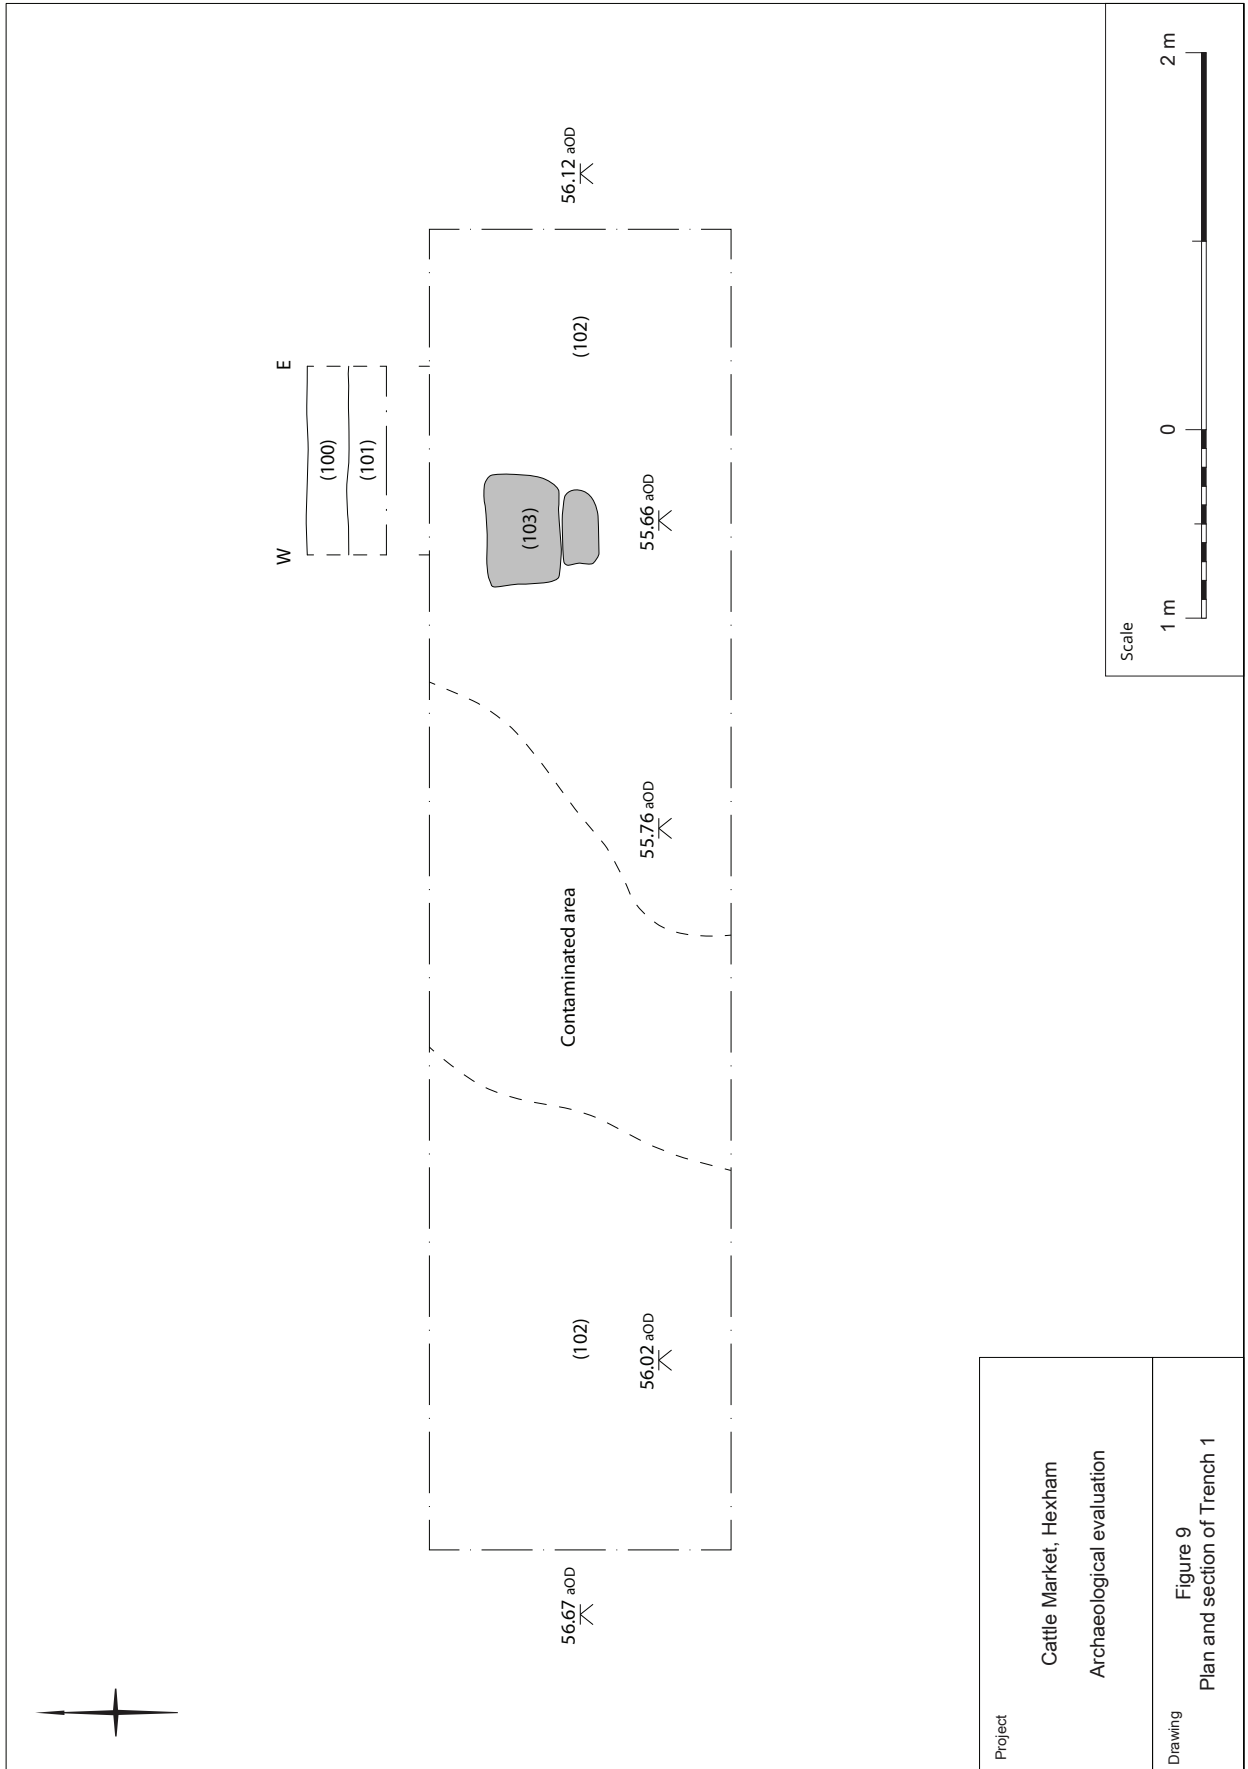 W
E
(100)
(101)
56.67 aOD
(102)
56.02 aOD
Contaminated area
55.76 aOD
(103)
55.66 aOD
(102)
56.12 aOD
Project
Cattle Market, Hexham
Archaeological evaluation
Drawing
Figure 9
Plan and section of Trench 1
Scale
1 m
0
2 m